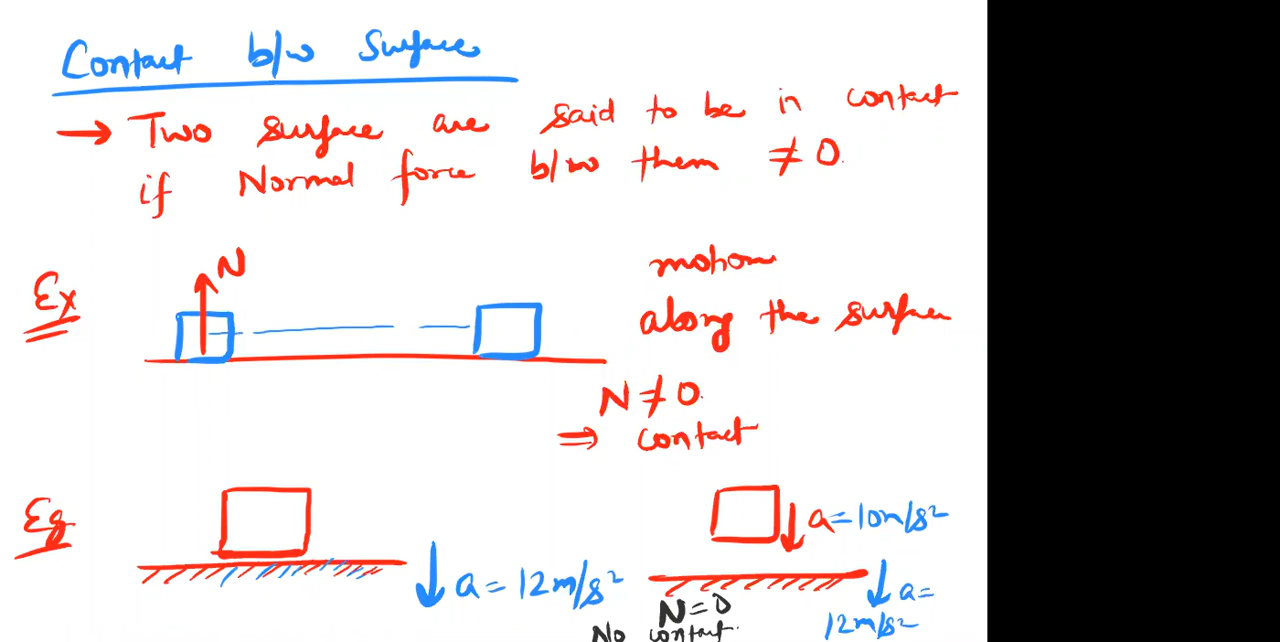 Contact b/w Surface
→ Two surface are said to be in contact
if Normal force b/w them ≠ 0.
Ex
N
motion
along the surface
N ≠ 0.
⇒ contact
Eg
a = 12m/s²
a = 10m/s²
a =
12m/s²
N = 0
No contact.